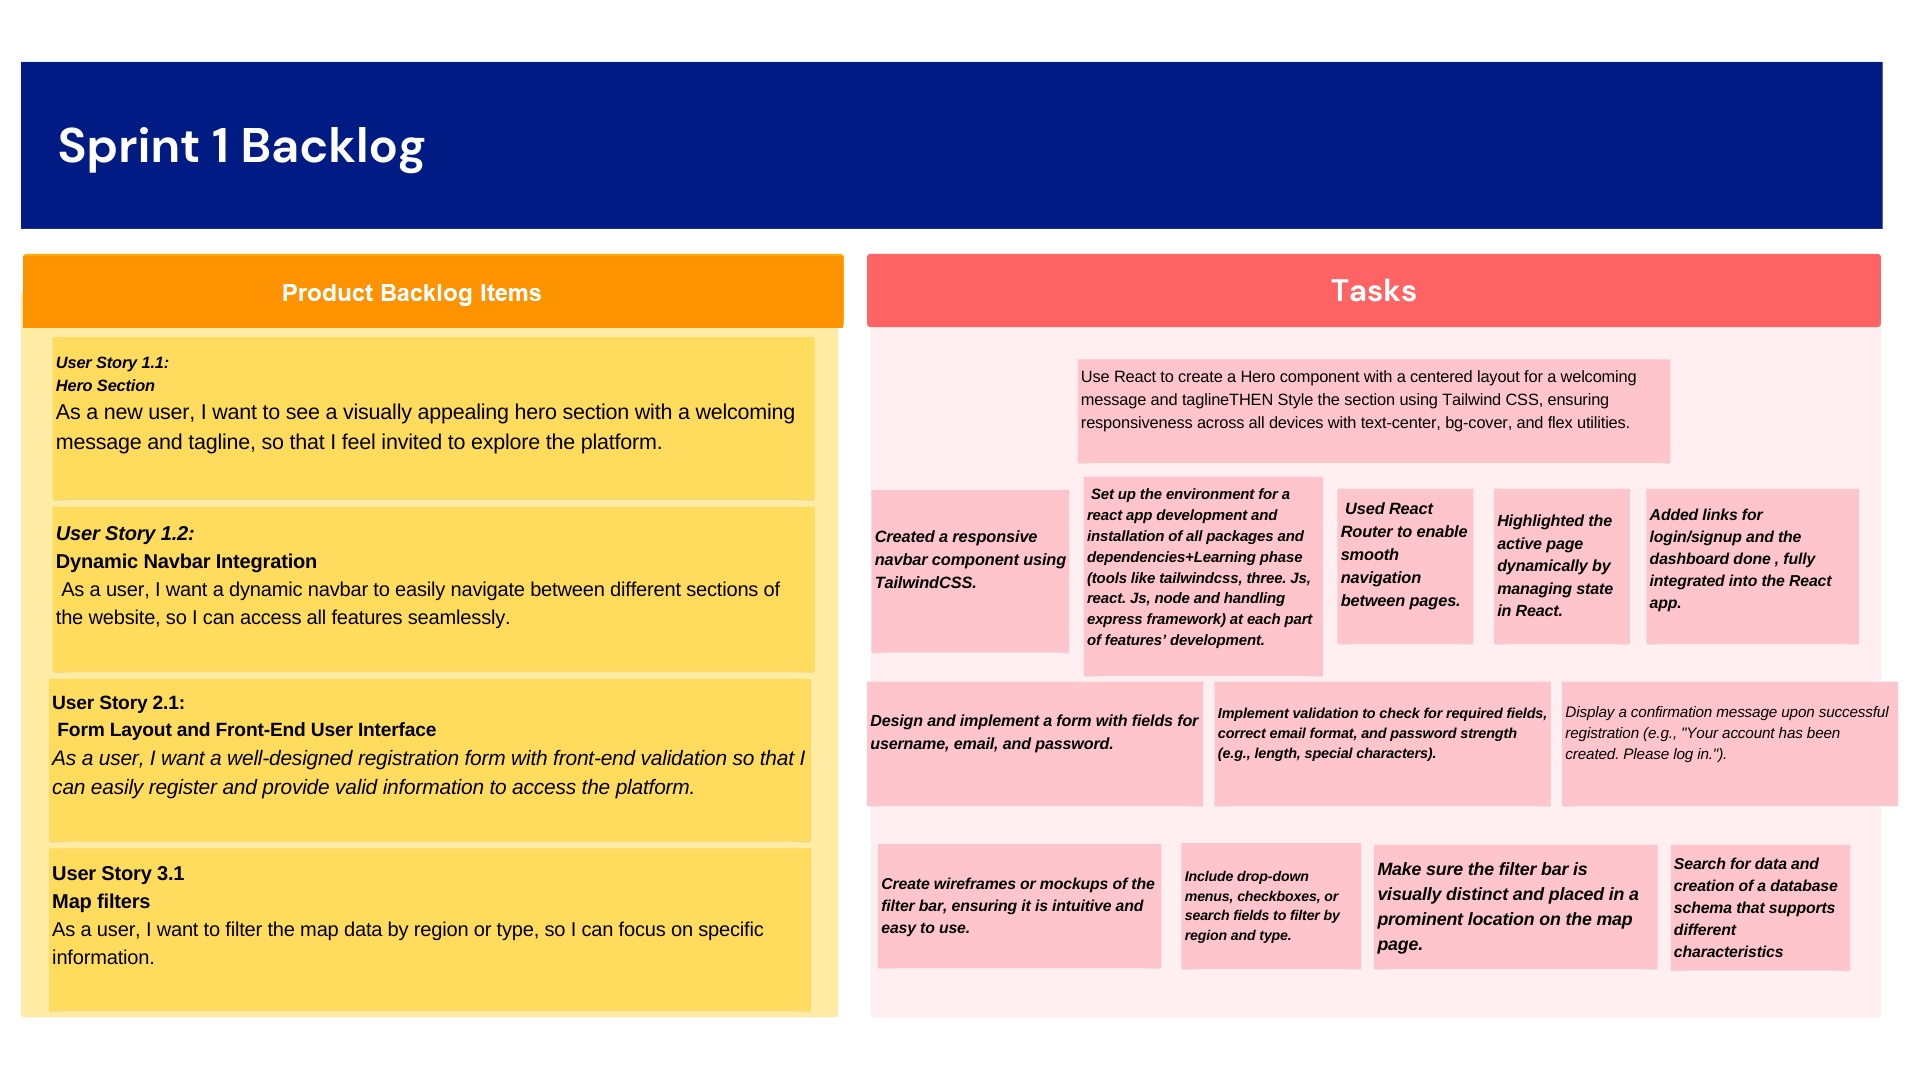 Sprint 1 Backlog
Product Backlog Items
Tasks
User Story 1.1:
Hero Section
As a new user, I want to see a visually appealing hero section with a welcoming
message and tagline, so that I feel invited to explore the platform.
User Story 1.2:
Dynamic Navbar Integration
As a user, I want a dynamic navbar to easily navigate between different sections of
the website, so I can access all features seamlessly.
User Story 2.1:
Form Layout and Front-End User Interface
As a user, I want a well-designed registration form with front-end validation so that I
can easily register and provide valid information to access the platform.
User Story 3.1
Map filters
As a user, I want to filter the map data by region or type, so I can focus on specific
information.
Use React to create a Hero component with a centered layout for a welcoming
message and taglineTHEN Style the section using Tailwind CSS, ensuring
responsiveness across all devices with text-center, bg-cover, and flex utilities.
Created a responsive
navbar component using
TailwindCSS.
Set up the environment for a
react app development and
installation of all packages and
dependencies+Learning phase
(tools like tailwindcss, three. Js,
react. Js, node and handling
express framework) at each part
of features’ development.
Used React
Router to enable
smooth
navigation
between pages.
Highlighted the
active page
dynamically by
managing state
in React.
Added links for
login/signup and the
dashboard done , fully
integrated into the React
app.
Design and implement a form with fields for
username, email, and password.
Implement validation to check for required fields,
correct email format, and password strength
(e.g., length, special characters).
Display a confirmation message upon successful
registration (e.g., "Your account has been
created. Please log in.").
Create wireframes or mockups of the
filter bar, ensuring it is intuitive and
easy to use.
Include drop-down
menus, checkboxes, or
search fields to filter by
region and type.
Make sure the filter bar is
visually distinct and placed in a
prominent location on the map
page.
Search for data and
creation of a database
schema that supports
different
characteristics